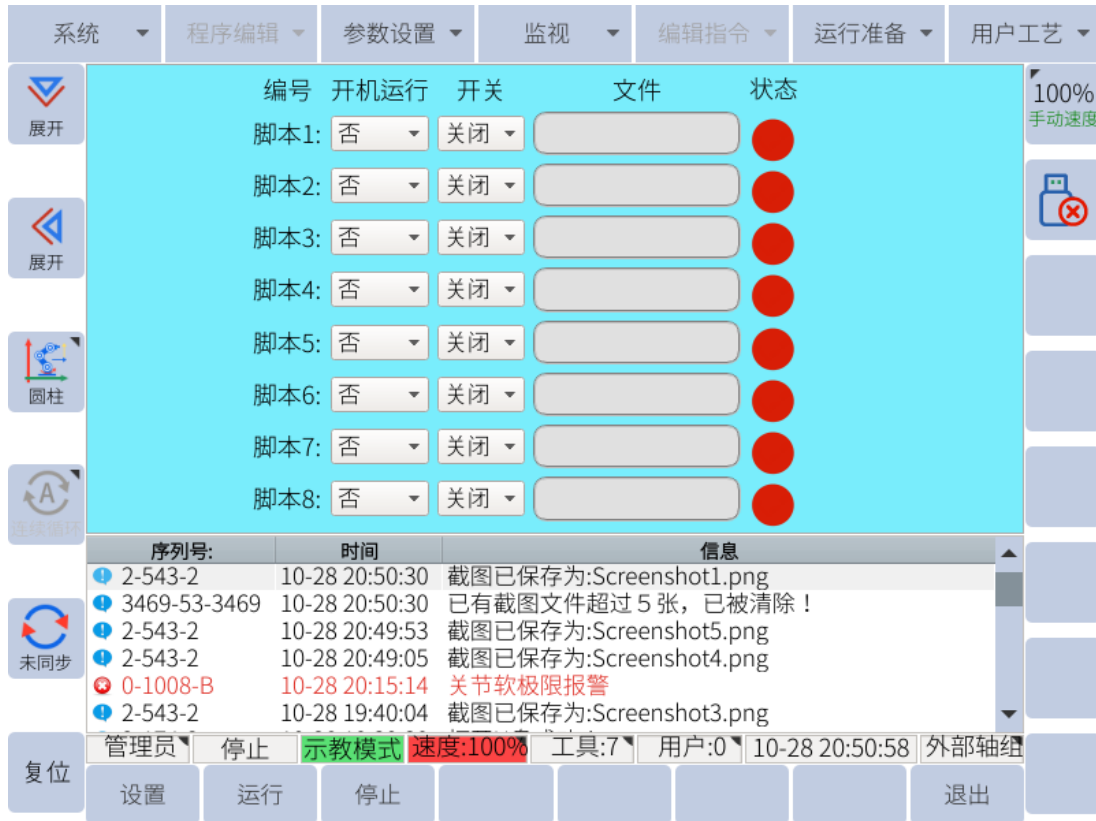 系统 程序编辑 参数设置 监视 编辑指令 运行准备 用户工艺
展开
展开
圆柱
连续循环
未同步
复位
编号 开机运行 开关 文件 状态
脚本1: 否 关闭
脚本2: 否 关闭
脚本3: 否 关闭
脚本4: 否 关闭
脚本5: 否 关闭
脚本6: 否 关闭
脚本7: 否 关闭
脚本8: 否 关闭
100%
手动速度
序列号: 时间 信息
2-543-2 10-28 20:50:30 截图已保存为:Screenshot1.png
3469-53-3469 10-28 20:50:30 已有截图文件超过５张，已被清除！
2-543-2 10-28 20:49:53 截图已保存为:Screenshot5.png
2-543-2 10-28 20:49:05 截图已保存为:Screenshot4.png
0-1008-B 10-28 20:15:14 关节软极限报警
2-543-2 10-28 19:40:04 截图已保存为:Screenshot3.png
管理员 停止 示教模式 速度:100% 工具:7 用户:0 10-28 20:50:58 外部轴组
设置 运行 停止 退出